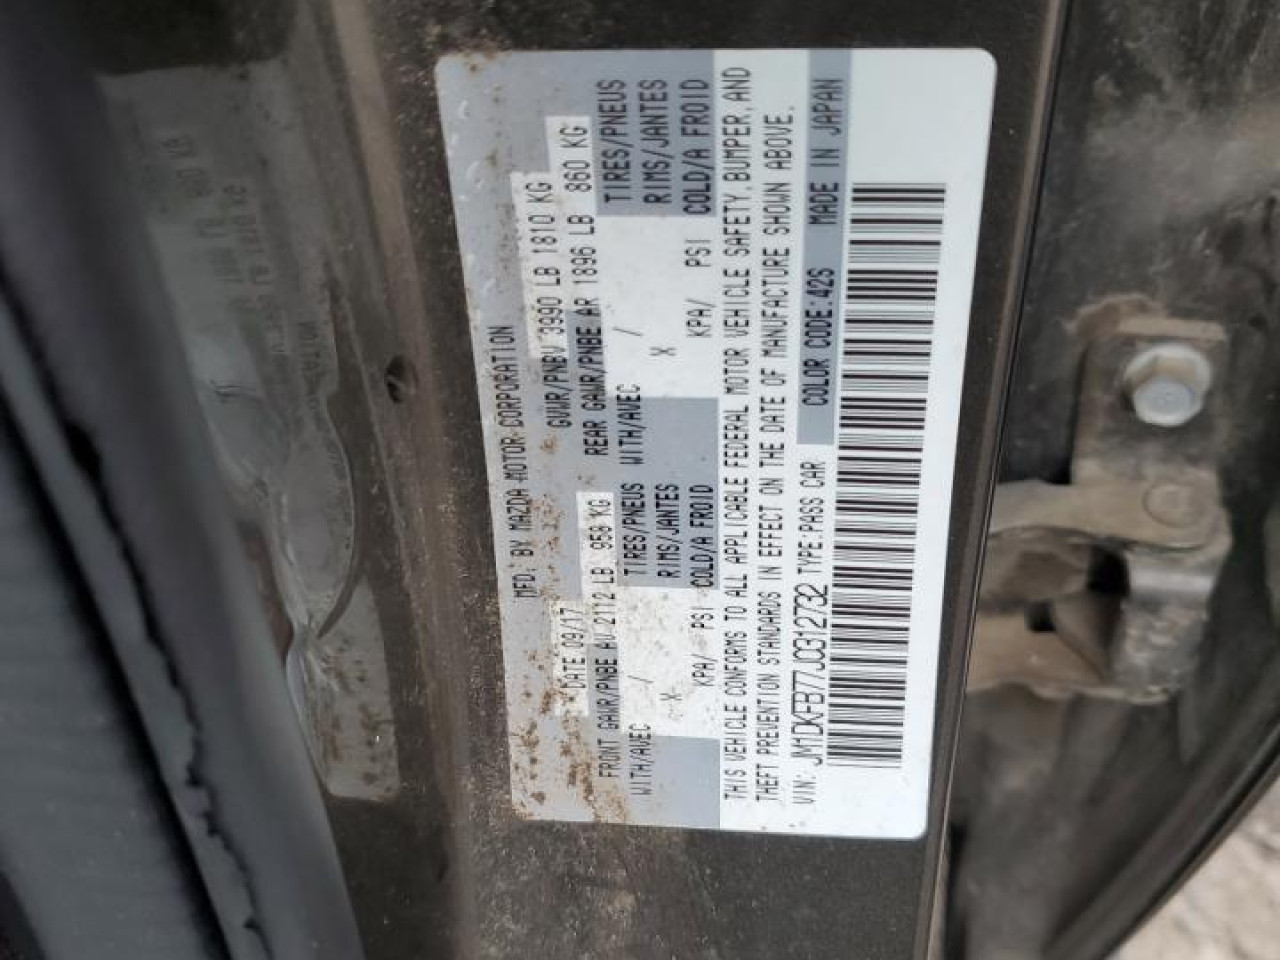 MFD. BY MAZDA MOTOR CORPORATION
DATE 09/17 GVWR/PNBV 3990 LB 1810 KG
FRONT GAWR/PNBE AV 2112 LB 958 KG REAR GAWR/PNBE AR 1896 LB 860 KG
WITH/AVEC / TIRES/PNEUS WITH/AVEC / TIRES/PNEUS
X RIMS/JANTES X RIMS/JANTES
KPA/ PSI COLD/A FROID KPA/ PSI COLD/A FROID
THIS VEHICLE CONFORMS TO ALL APPLICABLE FEDERAL MOTOR VEHICLE SAFETY, BUMPER, AND
THEFT PREVENTION STANDARDS IN EFFECT ON THE DATE OF MANUFACTURE SHOWN ABOVE.
VIN: JM1DKFB77J0312732 TYPE:PASS CAR COLOR CODE:42S MADE IN JAPAN